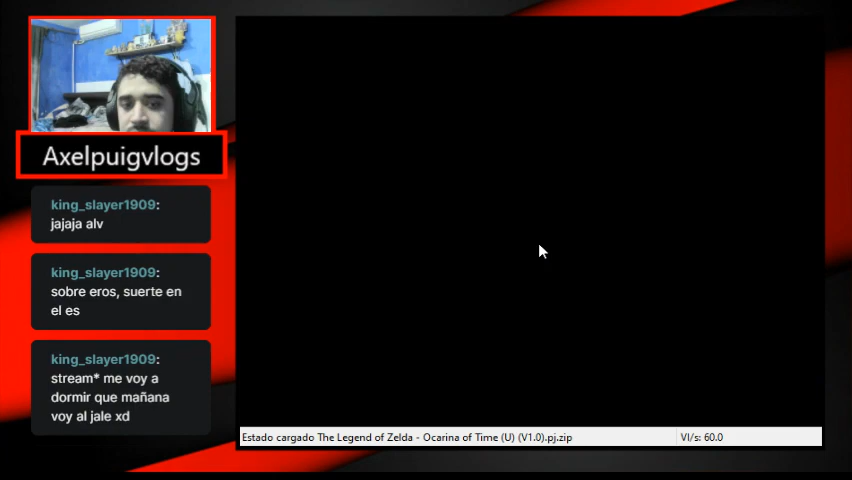 Axelpuigvlogs
king_slayer1909:
jajaja alv
king_slayer1909:
sobre eros, suerte en
el es
king_slayer1909:
stream* me voy a
dormir que mañana
voy al jale xd
Estado cargado The Legend of Zelda - Ocarina of Time (U) (V1.0).pj.zip
VI/s: 60.0